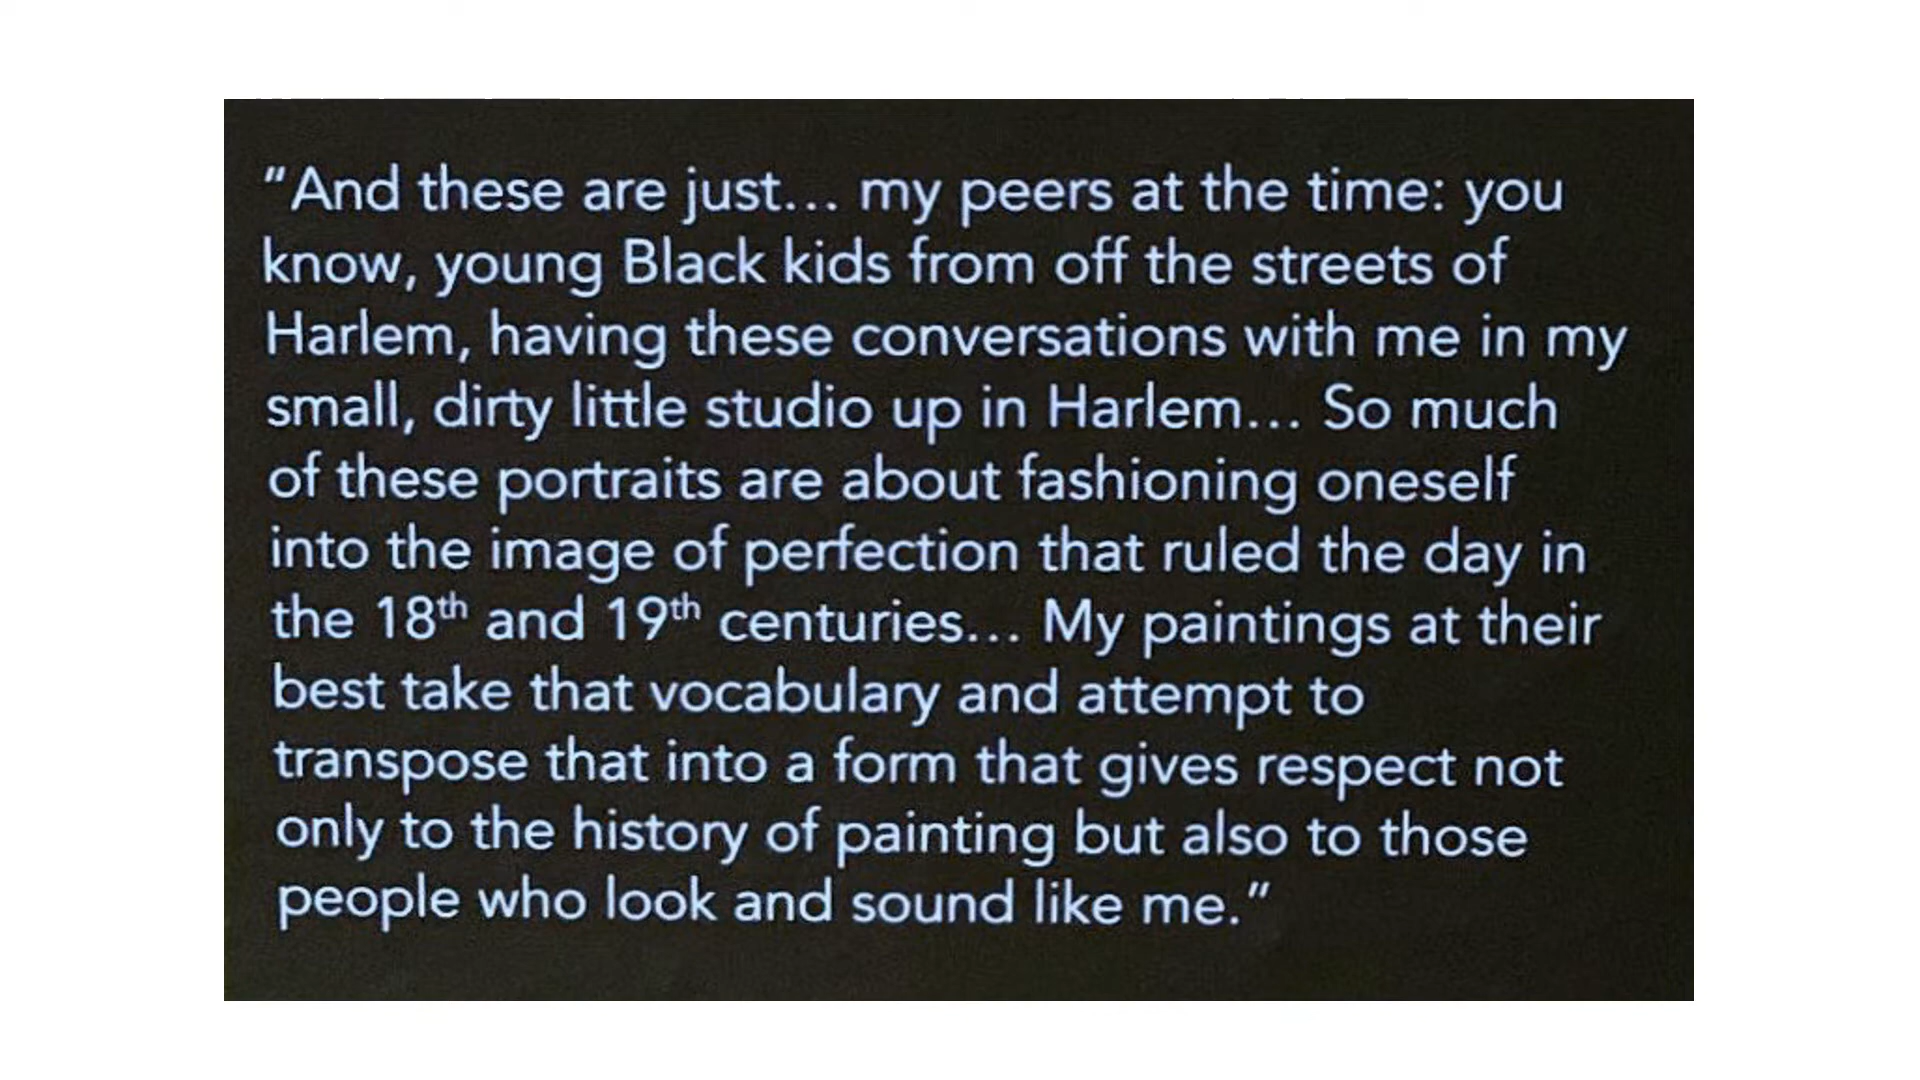 “And these are just... my peers at the time: you
know, young Black kids from off the streets of
Harlem, having these conversations with me in my
small, dirty little studio up in Harlem... So much
of these portraits are about fashioning oneself
into the image of perfection that ruled the day in
the 18th and 19th centuries... My paintings at their
best take that vocabulary and attempt to
transpose that into a form that gives respect not
only to the history of painting but also to those
people who look and sound like me.”